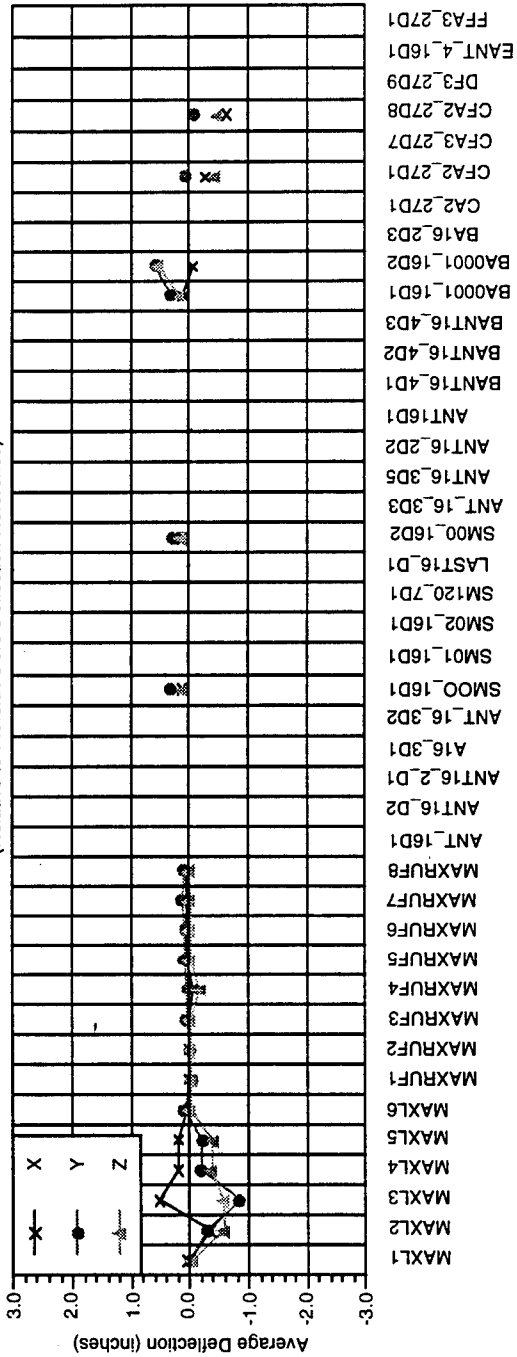 3.0
2.0
1.0
0.0
-1.0
-2.0
-3.0
Average Deflection (inches)
X
Y
Z
MAXL1
MAXL2
MAXL3
MAXL4
MAXL5
MAXL6
MAXRUF1
MAXRUF2
MAXRUF3
MAXRUF4
MAXRUF5
MAXRUF6
MAXRUF7
MAXRUF8
ANT_16D1
ANT16_D2
ANT16_2_D1
A16_3D1
ANT_16_3D2
SMOO_16D1
SM01_16D1
SM02_16D1
SM120_7D1
LAST16_D1
SM00_16D2
ANT_16_3D3
ANT16_3D5
ANT16_2D2
ANT16D1
BANT16_4D1
BANT16_4D2
BANT16_4D3
BA0001_16D1
BA0001_16D2
BA16_2D3
CA2_27D1
CFA2_27D1
CFA3_27D7
CFA2_27D8
DF3_27D9
EANT_4_16D1
FFA3_27D1